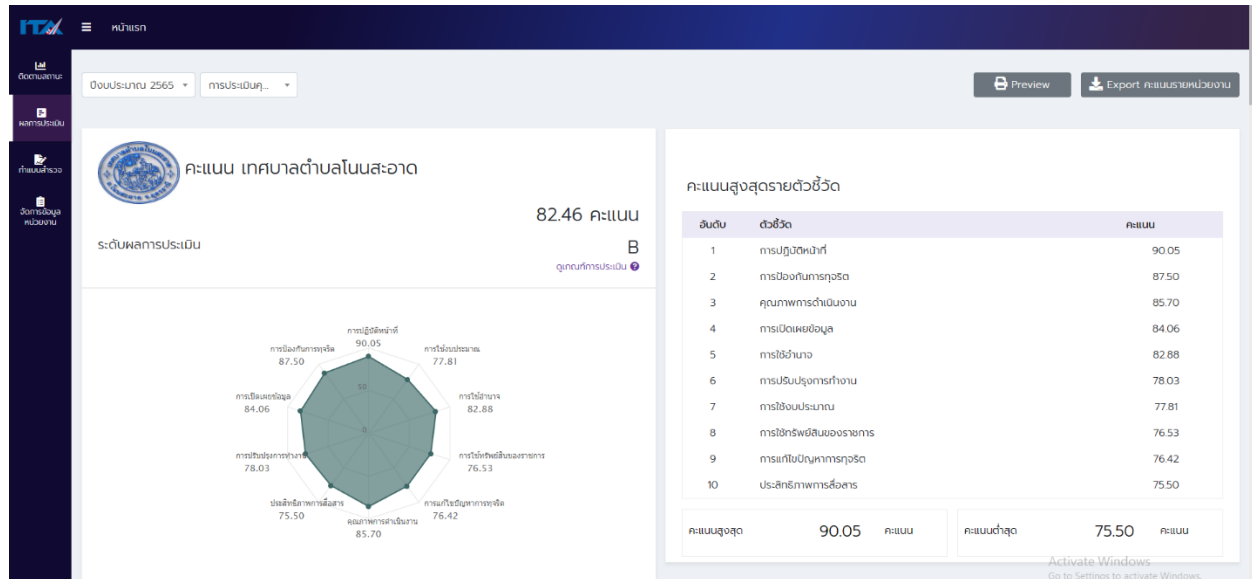 ITA
หน้าแรก
ติดตามสถานะ
ผลการประเมิน
ทำแบบสำรวจ
จัดการข้อมูล
หน่วยงาน
ปีงบประมาณ 2565
การประเมินคุ...
Preview
Export คะแนนรายหน่วยงาน
คะแนน เทศบาลตำบลโนนสะอาด
82.46 คะแนน
ระดับผลการประเมิน
B
ดูเกณฑ์การประเมิน
การปฏิบัติหน้าที่
90.05
การใช้งบประมาณ
77.81
การใช้อำนาจ
82.88
การใช้ทรัพย์สินของราชการ
76.53
การแก้ไขปัญหาการทุจริต
76.42
คุณภาพการดำเนินงาน
85.70
ประสิทธิภาพการสื่อสาร
75.50
การปรับปรุงการทำงาน
78.03
การเปิดเผยข้อมูล
84.06
การป้องกันการทุจริต
87.50
50
0
คะแนนสูงสุดรายตัวชี้วัด
อันดับ ตัวชี้วัด คะแนน
1 การปฏิบัติหน้าที่ 90.05
2 การป้องกันการทุจริต 87.50
3 คุณภาพการดำเนินงาน 85.70
4 การเปิดเผยข้อมูล 84.06
5 การใช้อำนาจ 82.88
6 การปรับปรุงการทำงาน 78.03
7 การใช้งบประมาณ 77.81
8 การใช้ทรัพย์สินของราชการ 76.53
9 การแก้ไขปัญหาการทุจริต 76.42
10 ประสิทธิภาพการสื่อสาร 75.50
คะแนนสูงสุด 90.05 คะแนน
คะแนนต่ำสุด 75.50 คะแนน
Activate Windows
Go to Settings to activate Windows.